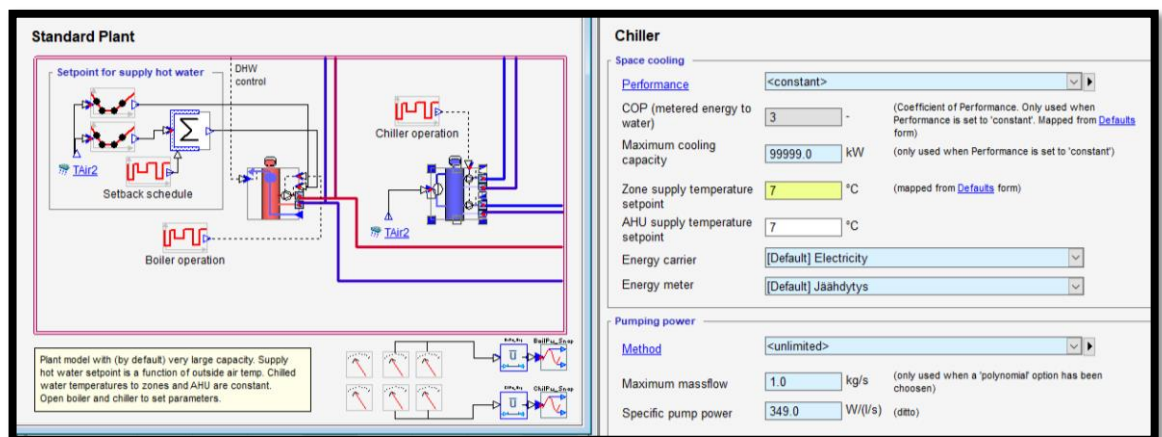 Standard Plant
Setpoint for supply hot water
DHW
control
TAir2
Setback schedule
Boiler operation
Chiller operation
TAir2
Plant model with (by default) very large capacity. Supply
hot water setpoint is a function of outside air temp. Chilled
water temperatures to zones and AHU are constant.
Open boiler and chiller to set parameters.
Chiller
Space cooling
Performance <constant>
COP (metered energy to
water) 3 - (Coefficient of Performance. Only used when
Performance is set to 'constant'. Mapped from Defaults
form)
Maximum cooling
capacity 99999.0 kW (only used when Performance is set to 'constant')
Zone supply temperature
setpoint 7 °C (mapped from Defaults form)
AHU supply temperature
setpoint 7 °C
Energy carrier [Default] Electricity
Energy meter [Default] Jäähdytys
Pumping power
Method <unlimited>
Maximum massflow 1.0 kg/s (only used when a 'polynomial' option has been
choosen)
Specific pump power 349.0 W/(l/s) (ditto)